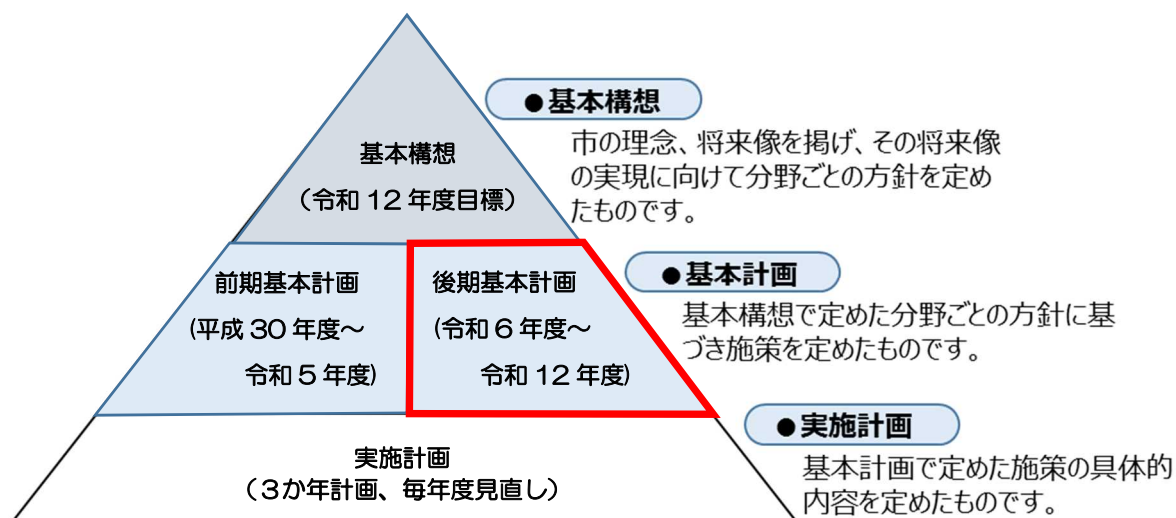 基本構想
（令和 12 年度目標）
前期基本計画
(平成 30 年度～
令和 5 年度)
後期基本計画
(令和 6 年度～
令和 12 年度)
実施計画
（３か年計画、毎年度見直し）
●基本構想
市の理念、将来像を掲げ、その将来像
の実現に向けて分野ごとの方針を定め
たものです。
●基本計画
基本構想で定めた分野ごとの方針に基
づき施策を定めたものです。
●実施計画
基本計画で定めた施策の具体的
内容を定めたものです。